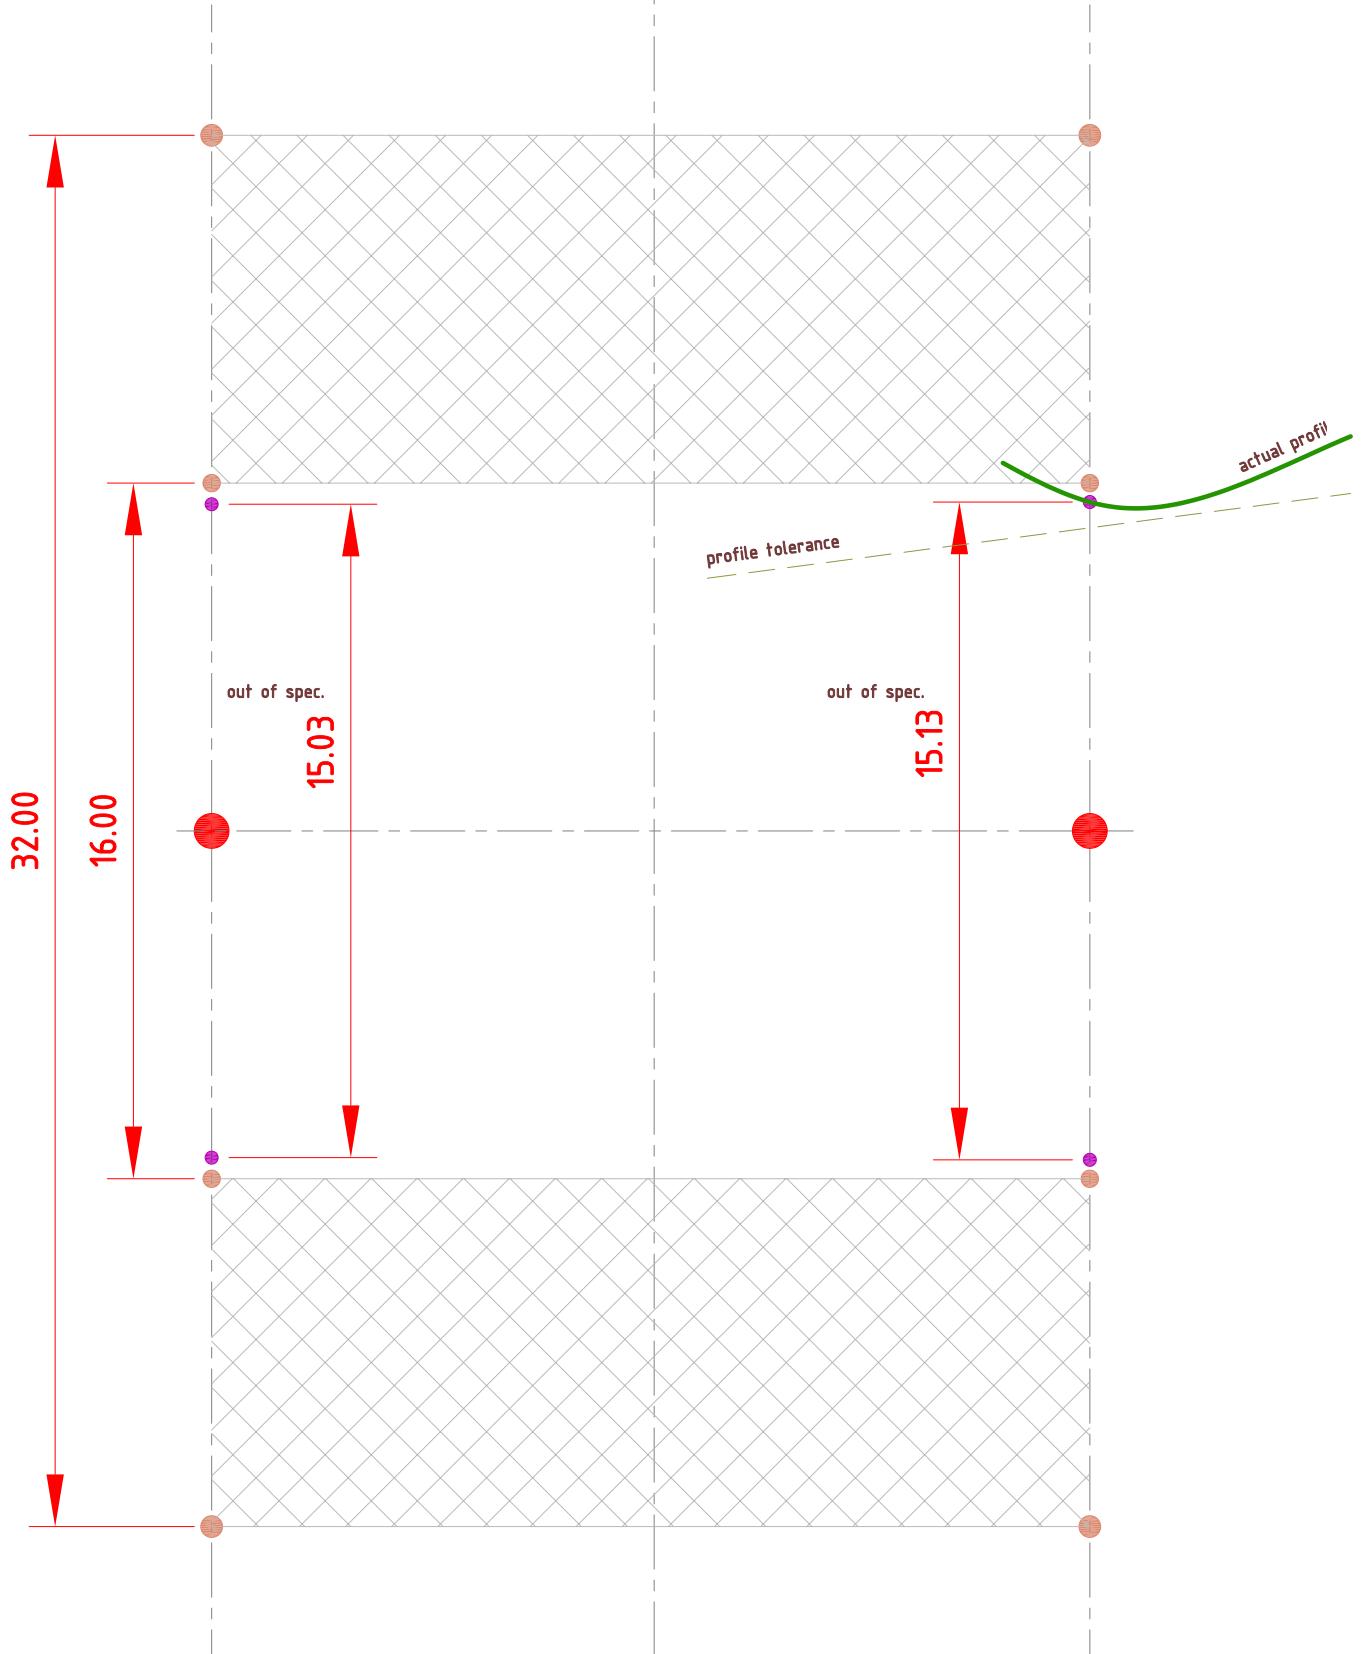 actual profil
profile tolerance
out of spec.
out of spec.
15.03
15.13
32.00
16.00